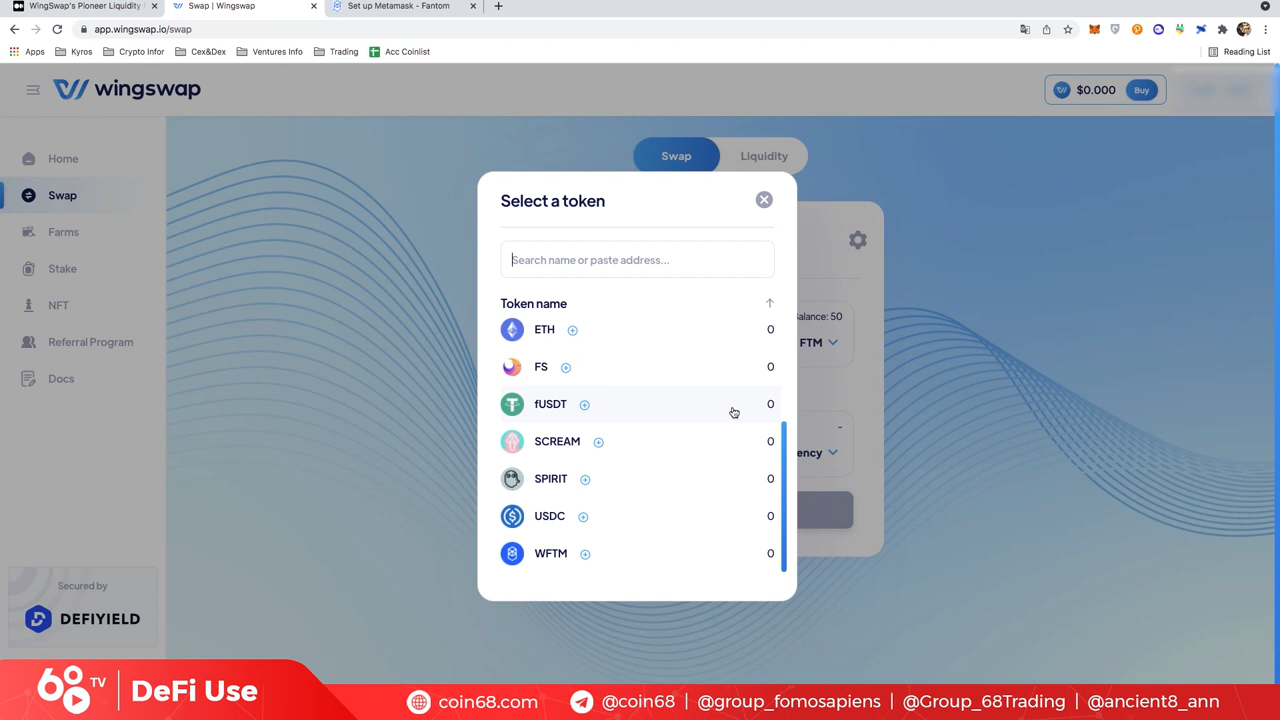 WingSwap's Pioneer Liquidity
Swap | Wingswap
Set up Metamask - Fantom
app.wingswap.io/swap
Apps
Kyros
Crypto Infor
Cex&Dex
Ventures Info
Trading
Acc Coinlist
Reading List
wingswap
$0.000
Buy
Home
Swap
Farms
Stake
NFT
Referral Program
Docs
Swap
Liquidity
Select a token
Search name or paste address...
Token name
ETH
0
FS
0
fUSDT
0
SCREAM
0
SPIRIT
0
USDC
0
WFTM
0
alance: 50
FTM
-
ency
Secured by
DEFIYIELD
68 TV
DeFi Use
coin68.com
@coin68 | @group_fomosapiens | @Group_68Trading | @ancient8_ann